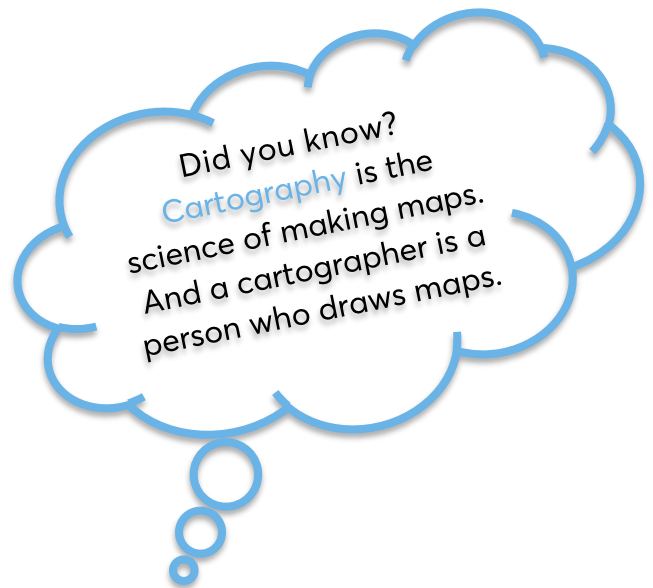 Did you know?
Cartography is the
science of making maps.
And a cartographer is a
person who draws maps.